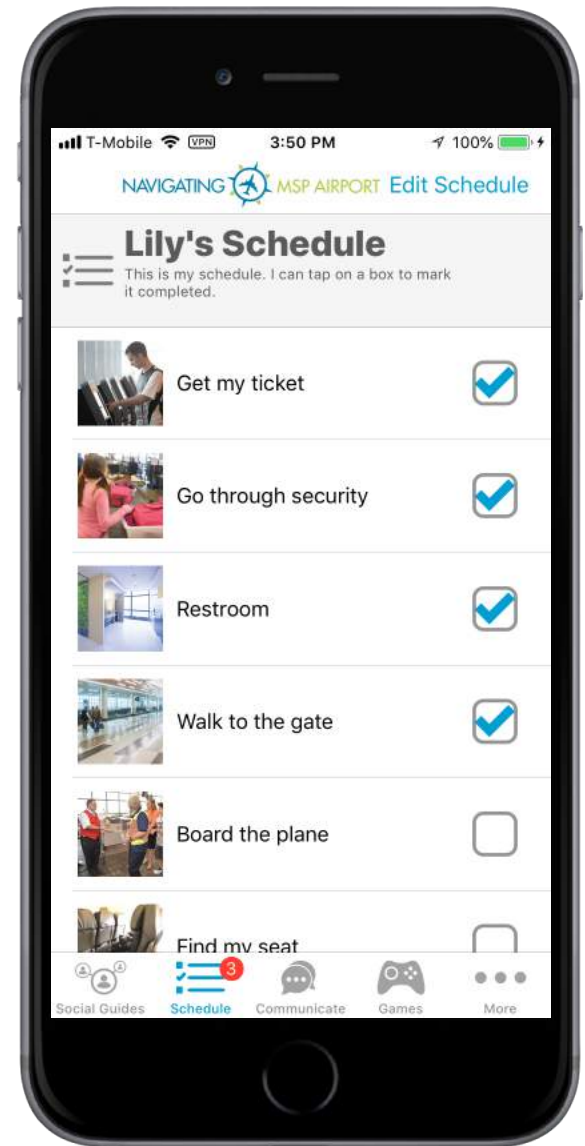 T-Mobile VPN 3:50 PM 100%
NAVIGATING MSP AIRPORT Edit Schedule
Lily's Schedule
This is my schedule. I can tap on a box to mark
it completed.
Get my ticket
Go through security
Restroom
Walk to the gate
Board the plane
Find my seat
3
Social Guides Schedule Communicate Games More